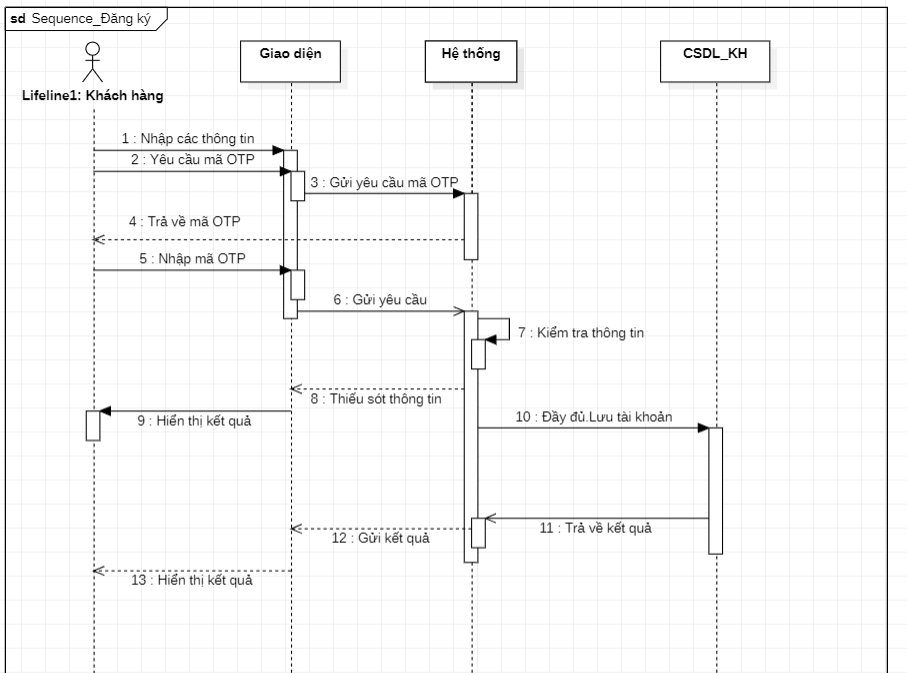 sd Sequence_Đăng ký
Giao diện
Hệ thống
CSDL_KH
Lifeline1: Khách hàng
1 : Nhập các thông tin
2 : Yêu cầu mã OTP
3 : Gửi yêu cầu mã OTP
4 : Trả về mã OTP
5 : Nhập mã OTP
6 : Gửi yêu cầu
7 : Kiểm tra thông tin
8 : Thiếu sót thông tin
9 : Hiển thị kết quả
10 : Đầy đủ.Lưu tài khoản
11 : Trả về kết quả
12 : Gửi kết quả
13 : Hiển thị kết quả